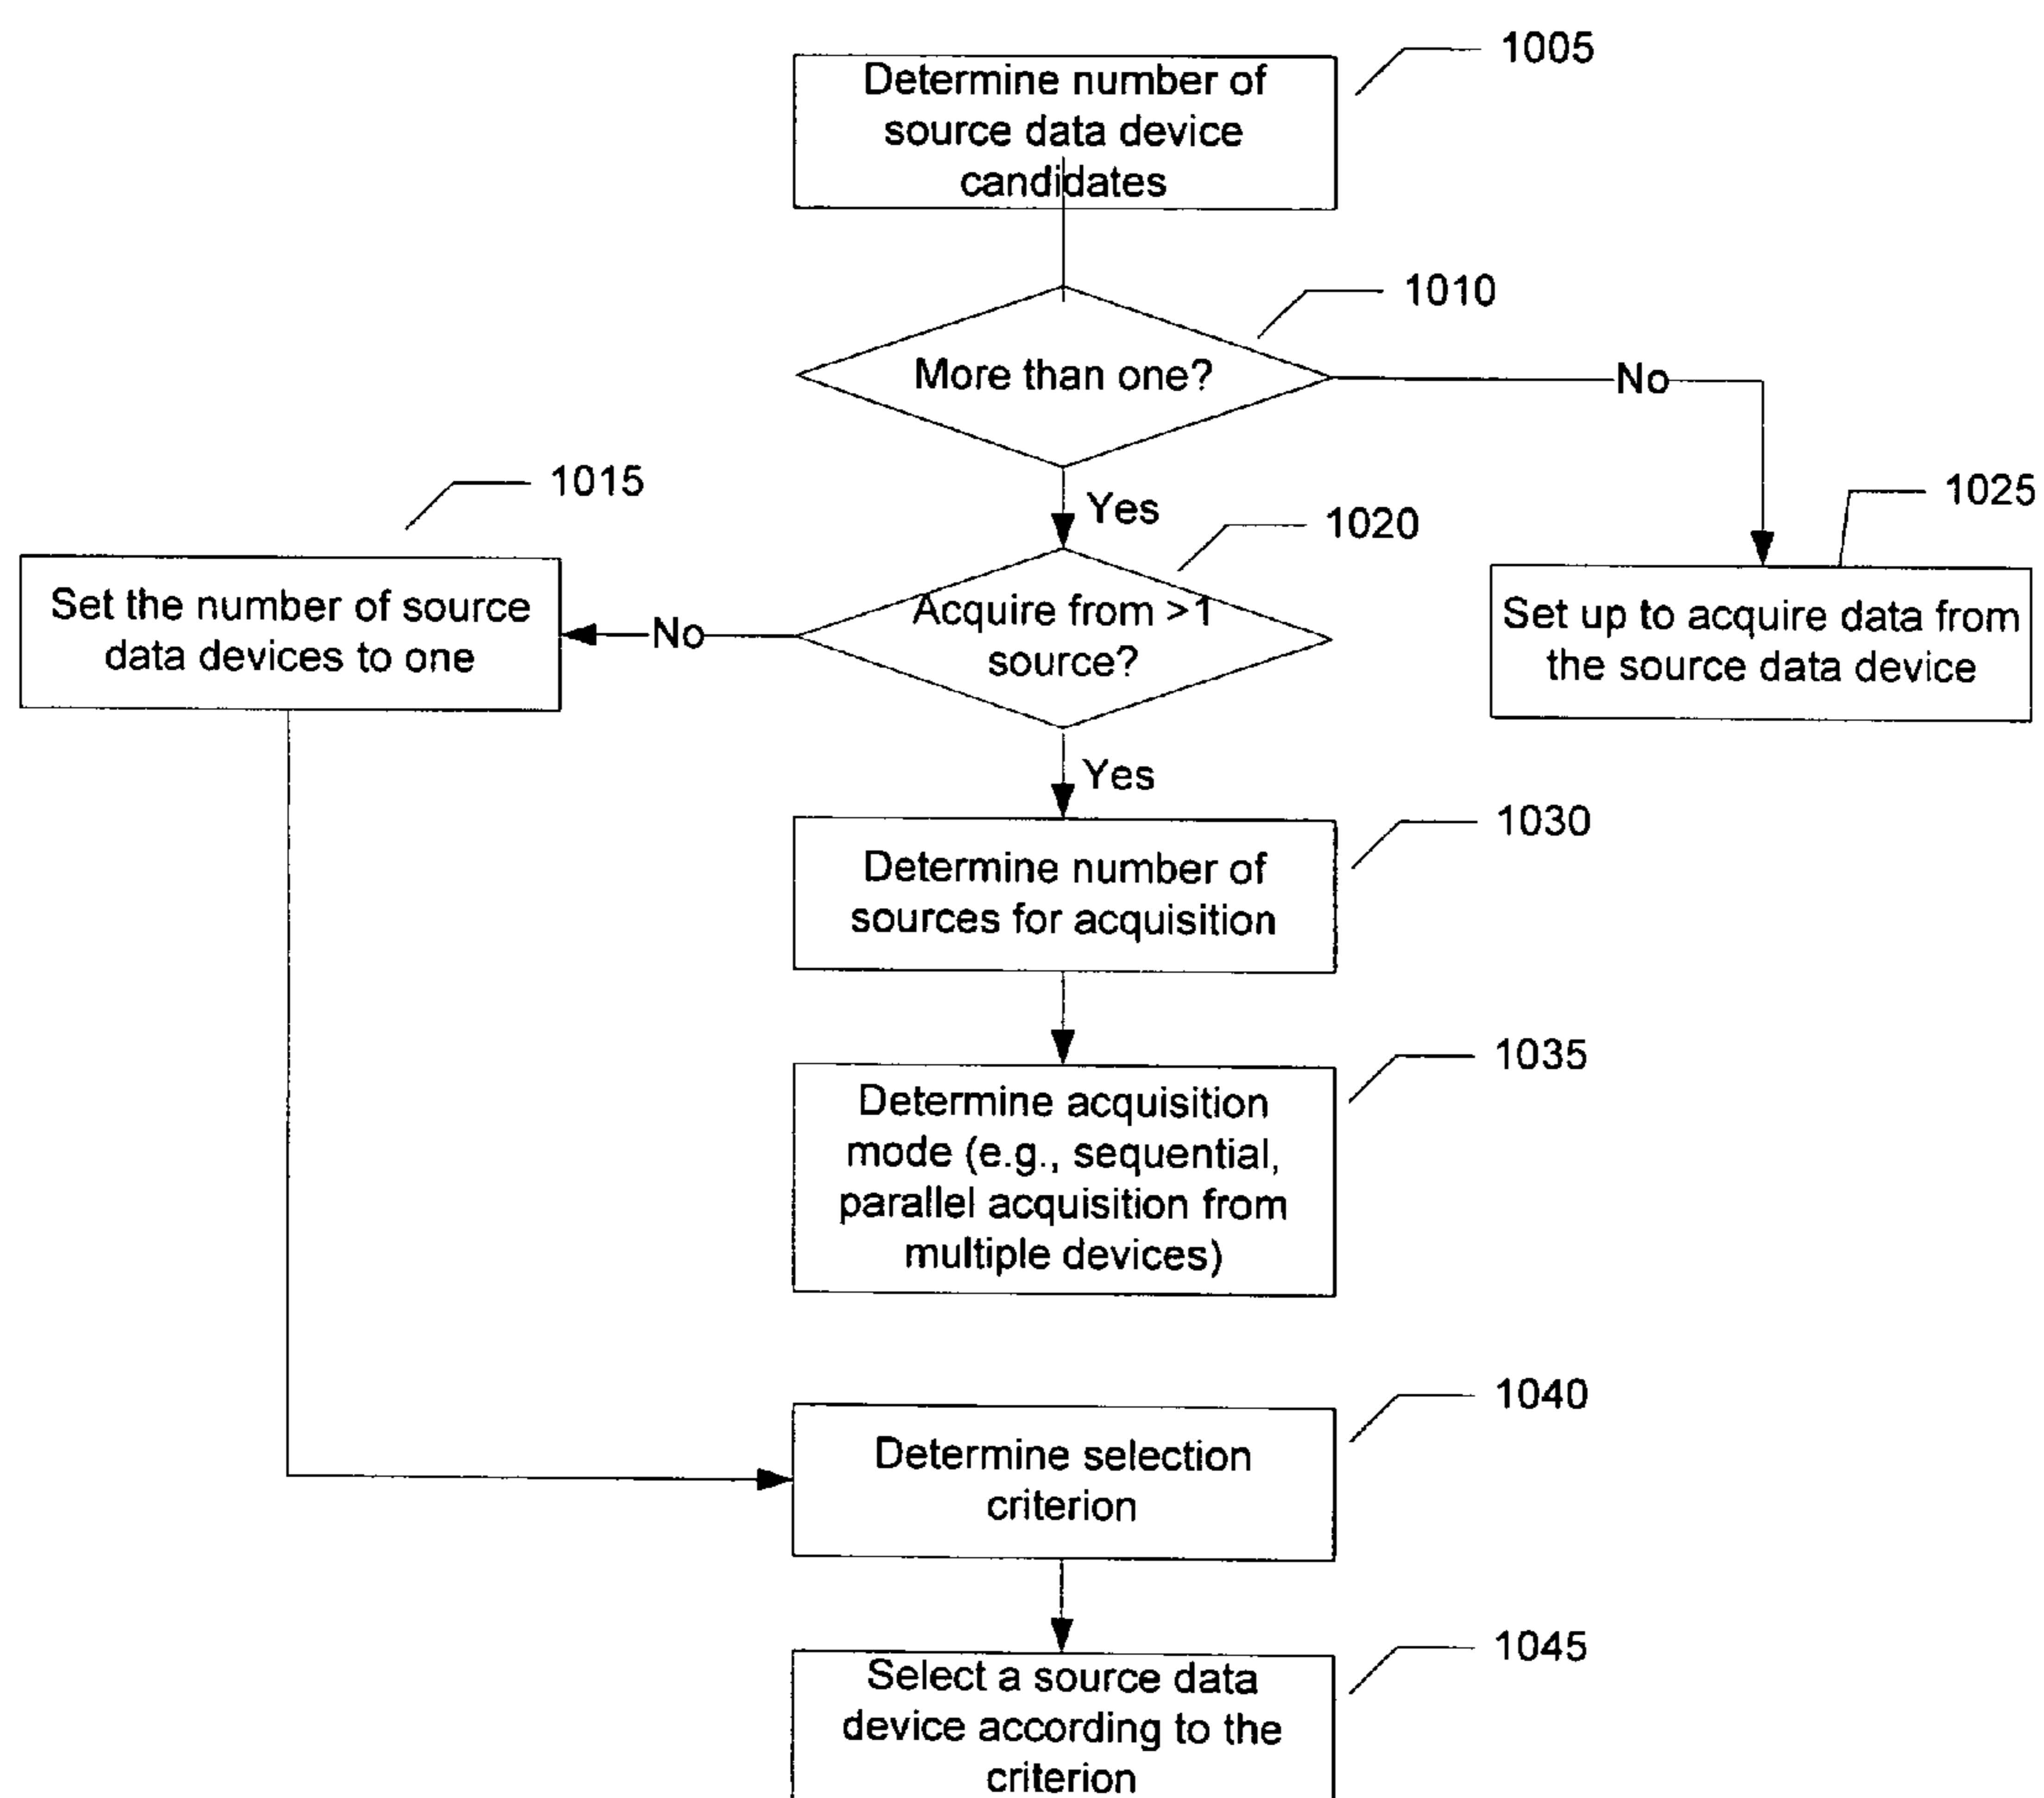 1005
Determine number of
source data device
candidates
1010
More than one?
No
Yes
1015
1020
1025
Set the number of source
data devices to one
No
Acquire from >1
source?
Set up to acquire data from
the source data device
Yes
1030
Determine number of
sources for acquisition
1035
Determine acquisition
mode (e.g., sequential,
parallel acquisition from
multiple devices)
1040
Determine selection
criterion
1045
Select a source data
device according to the
criterion